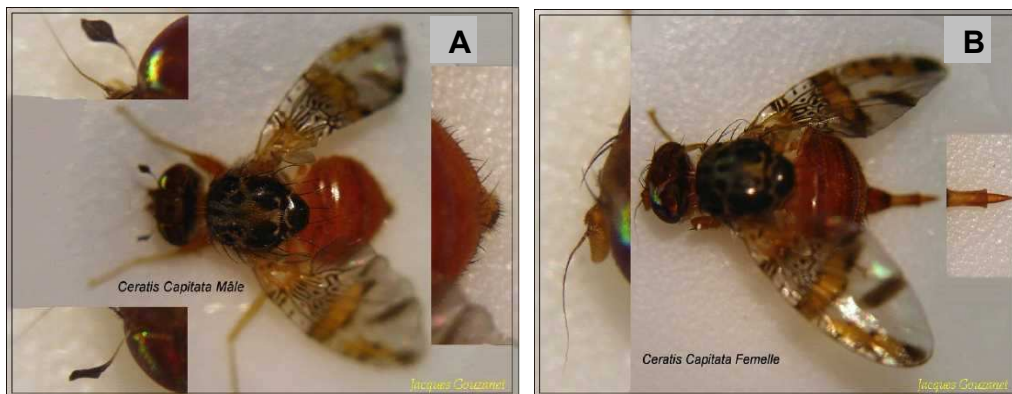 A
Ceratis Capitata Mâle
Jacques Gouzanet
B
Ceratis Capitata Femelle
Jacques Gouzanet